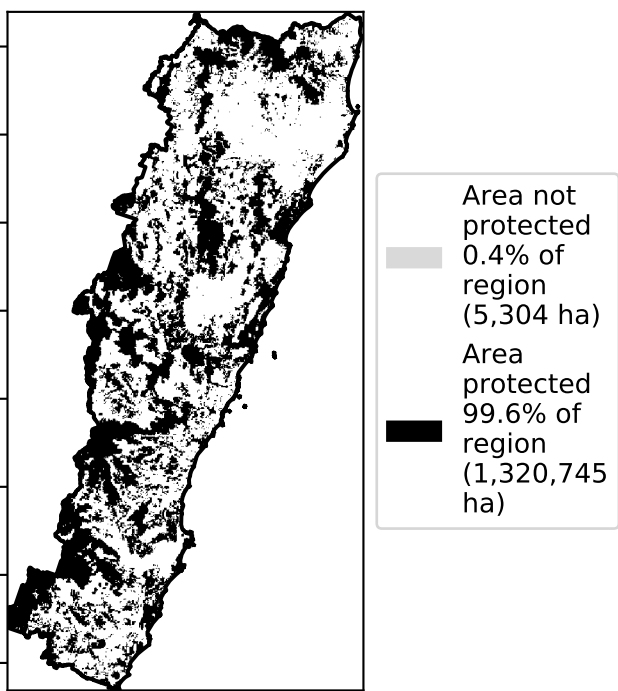 Area not
protected
0.4% of
region
(5,304 ha)
Area
protected
99.6% of
region
(1,320,745
ha)